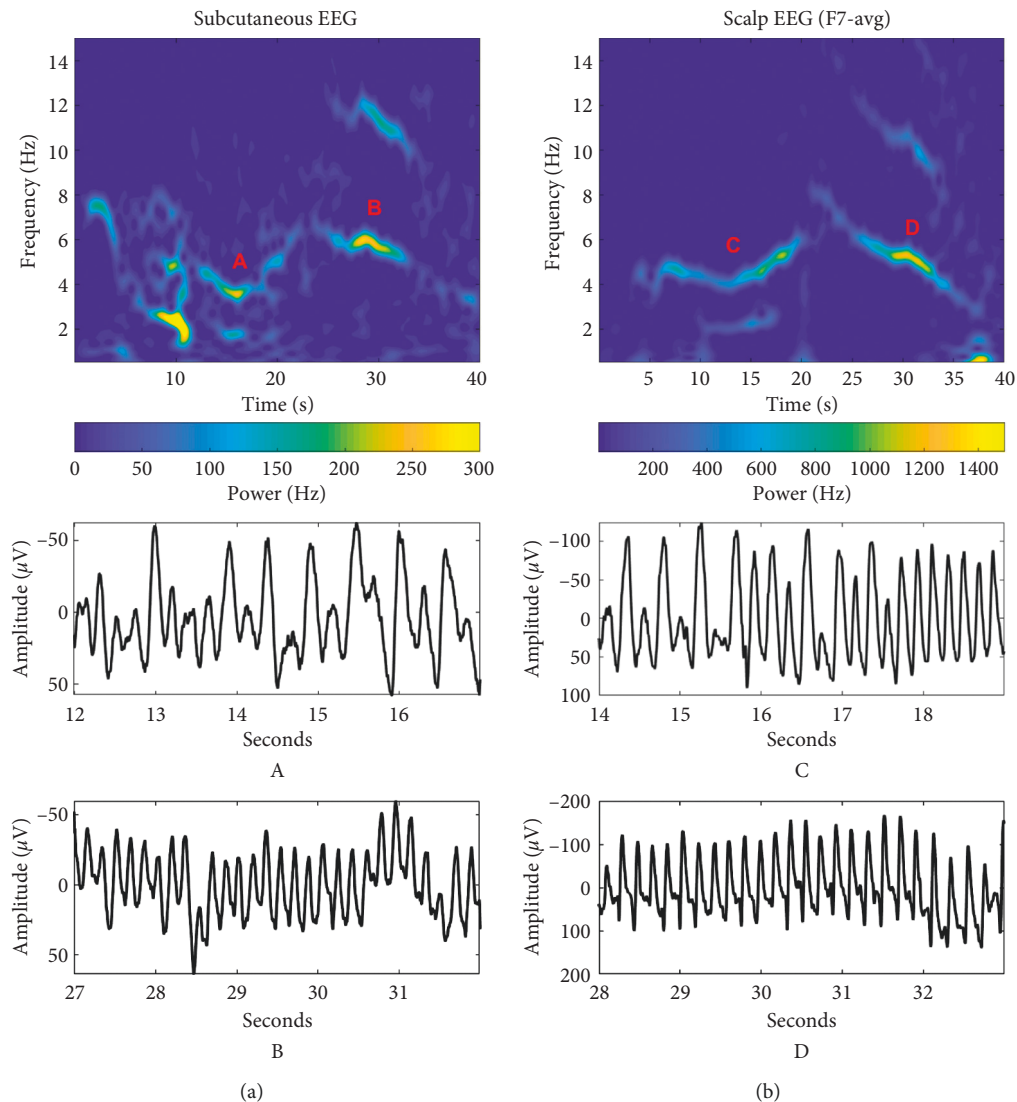 Subcutaneous EEG
14
12
10
8
6
4
2
Frequency (Hz)
A
B
10
20
30
40
Time (s)
0
50
100
150
200
250
300
Power (Hz)
−50
0
50
Amplitude (μV)
12
13
14
15
16
Seconds
A
−50
0
50
Amplitude (μV)
27
28
29
30
31
Seconds
B
(a)
Scalp EEG (F7-avg)
14
12
10
8
6
4
2
Frequency (Hz)
C
D
5
10
15
20
25
30
35
40
Time (s)
200
400
600
800
1000
1200
1400
Power (Hz)
−100
−50
0
50
100
Amplitude (μV)
14
15
16
17
18
Seconds
C
−200
−100
0
100
200
Amplitude (μV)
28
29
30
31
32
Seconds
D
(b)